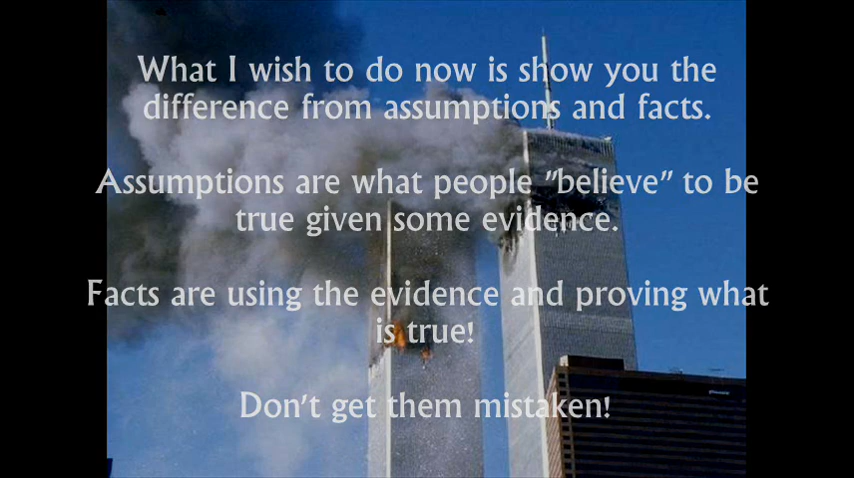 What I wish to do now is show you the
difference from assumptions and facts.
Assumptions are what people "believe" to be
true given some evidence.
Facts are using the evidence and proving what
is true!
Don't get them mistaken!